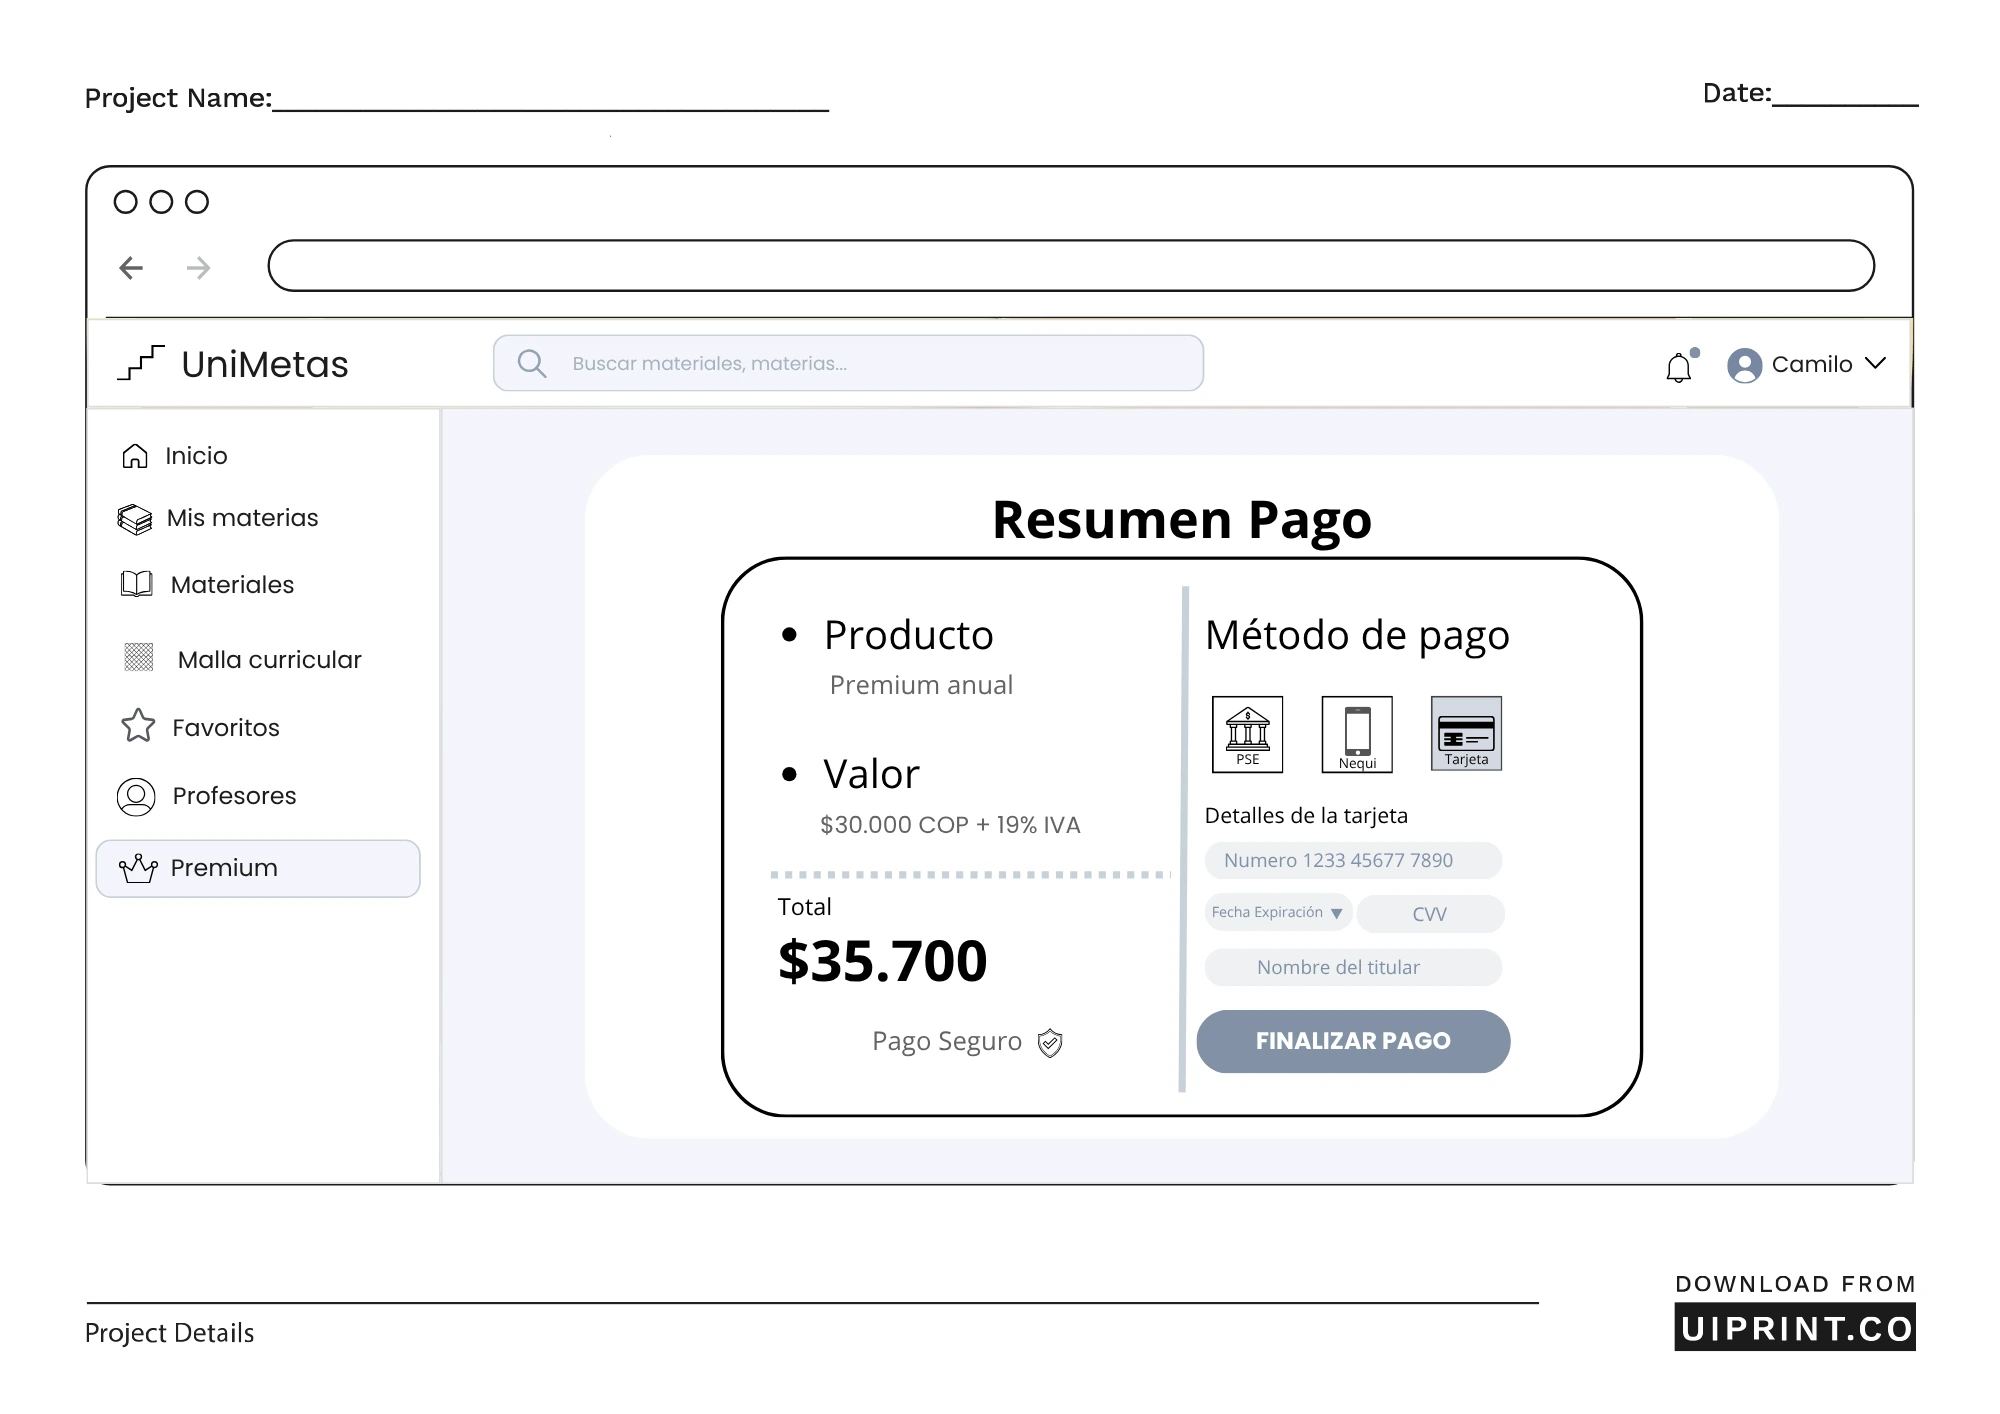 Project Name:
Date:
UniMetas
Buscar materiales, materias...
Camilo
Inicio
Mis materias
Materiales
Malla curricular
Favoritos
Profesores
Premium
Resumen Pago
• Producto
Premium anual
• Valor
$30.000 COP + 19% IVA
Total
$35.700
Pago Seguro
Método de pago
PSE
Nequi
Tarjeta
Detalles de la tarjeta
Numero 1233 45677 7890
Fecha Expiración
CVV
Nombre del titular
FINALIZAR PAGO
Project Details
DOWNLOAD FROM
UIPRINT.CO